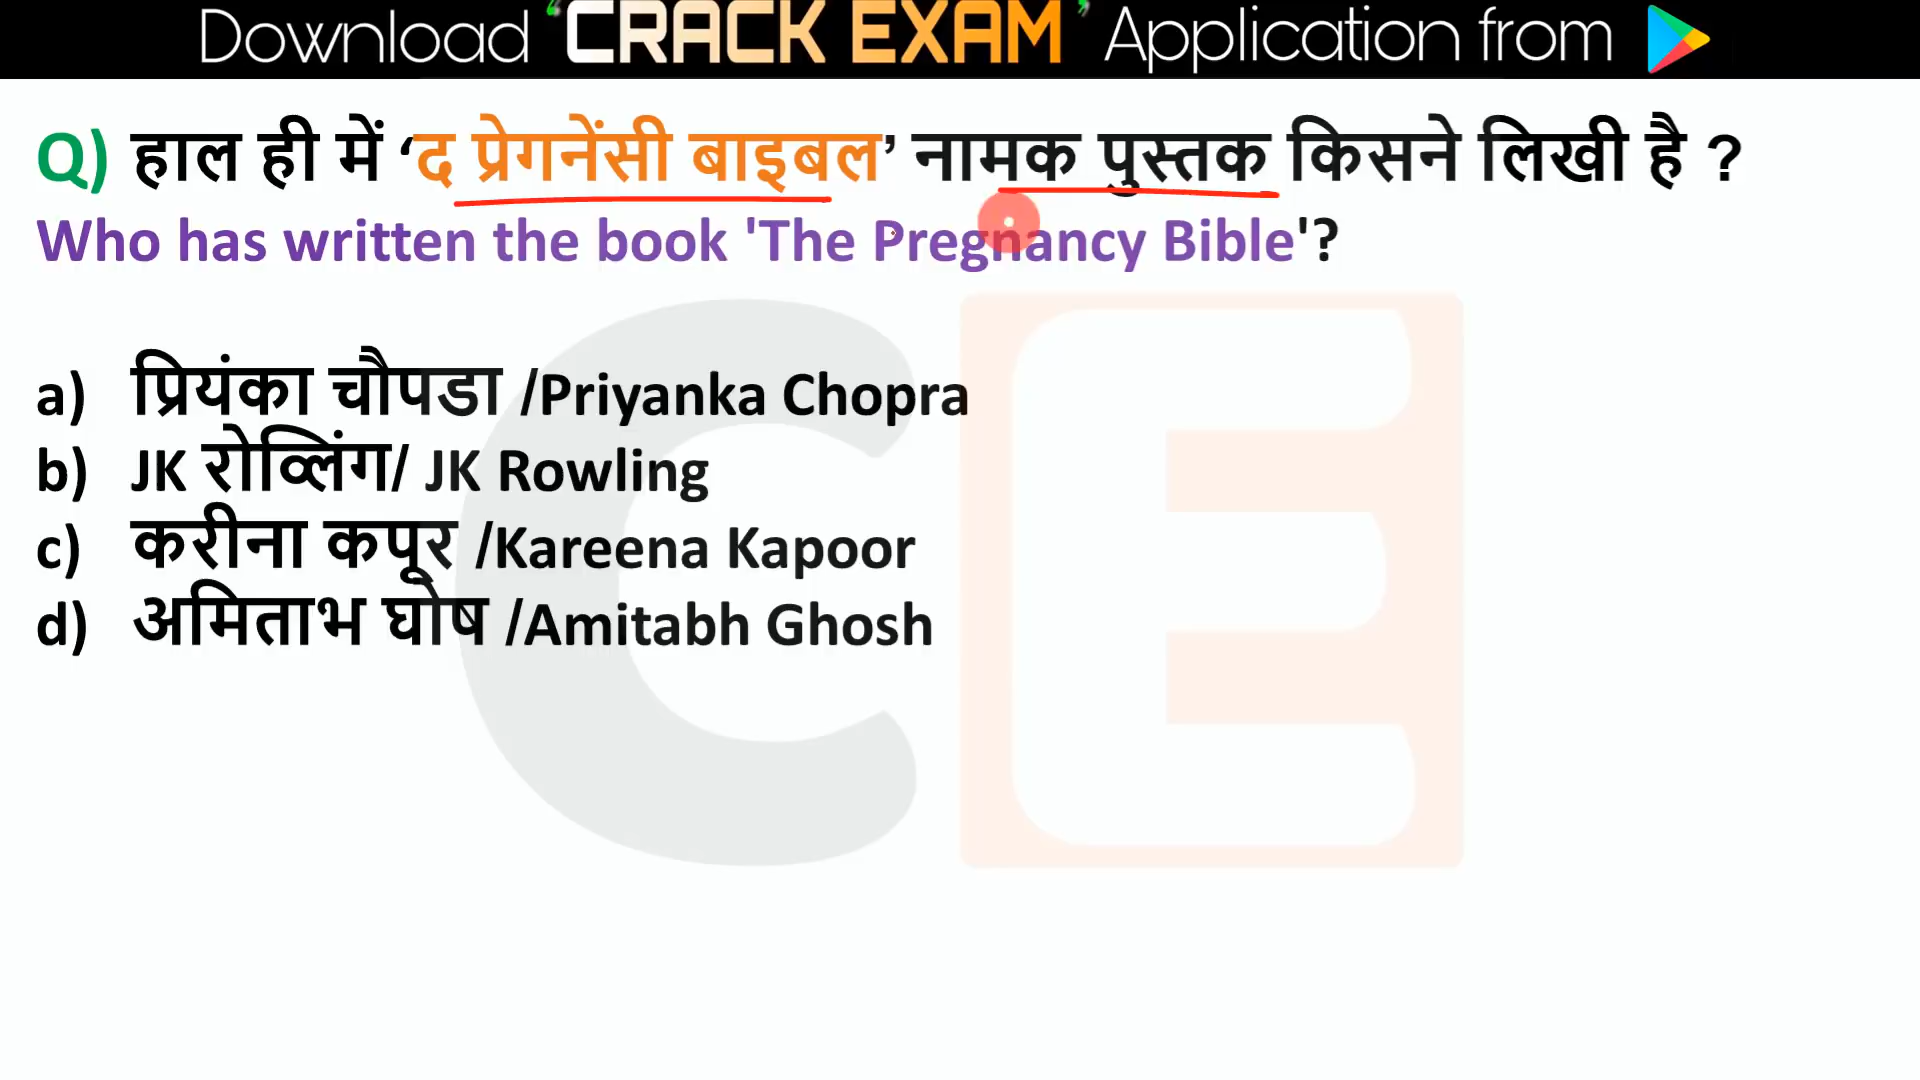 Download ‘CRACK EXAM’ Application from
Q) हाल ही में ‘द प्रेगनेंसी बाइबल’ नामक पुस्तक किसने लिखी है ?
Who has written the book 'The Pregnancy Bible'?
a) प्रियंका चौपडा /Priyanka Chopra
b) JK रोव्लिंग/ JK Rowling
c) करीना कपूर /Kareena Kapoor
d) अमिताभ घोष /Amitabh Ghosh
CE